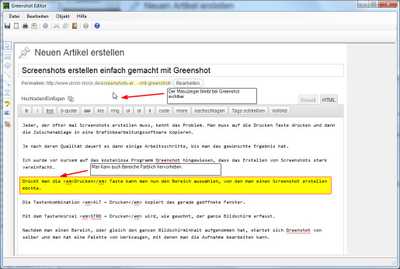 Greenshot Editor
Datei Bearbeiten Objekt Hilfe
Neuen Artikel erstellen
Screenshots erstellen einfach gemacht mit Greenshot
Permalink: Bearbeiten
Der Mauszeiger bleibt bei Greenshot
sichtbar
Hochladen/Einfügen HTML
b i link b-quote del ins img ul ol li code more nachschlagen Tags schließen Vollbild
Jeder, der öfter mal Screenshots erstellen muss, kennt das Problem. Man muss auf die Drucken Taste drücken und dann
die Zwischenablage in eine Grafikbearbeitungssoftware kopieren.
Je nach deren Qualität dauert es dann einige Arbeitsschritte, bis man das gewünschte Ergebnis hat.
Ich wurde vor kurzem auf das kostenlose Programm Greenshot hingewiesen, dass das Erstellen von Screenshots stark
vereinfacht.
Man kann auch Bereiche Farblich hervorheben.
Drückt man die <em>Drucken</em> Taste kann man nun den Bereich auswählen, von dem man einen Screenshot erstellen
möchte.
Die Tastenkombination <em>ALT + Drucken</em> kopiert das gerade geöffnete Fenster.
Mit dem Tastenkürzel <em>STRG + Drucken</em> wird, wie gewohnt, der ganze Bildschirm erfasst.
Nachdem man einen Bereich, oder gleich den ganzen Bildschirminhalt aufgenommen hat, startet sich Greenshot von
selber und man hat eine Palette von Werkzeugen, mit denen man die Aufnahme bearbeiten kann.